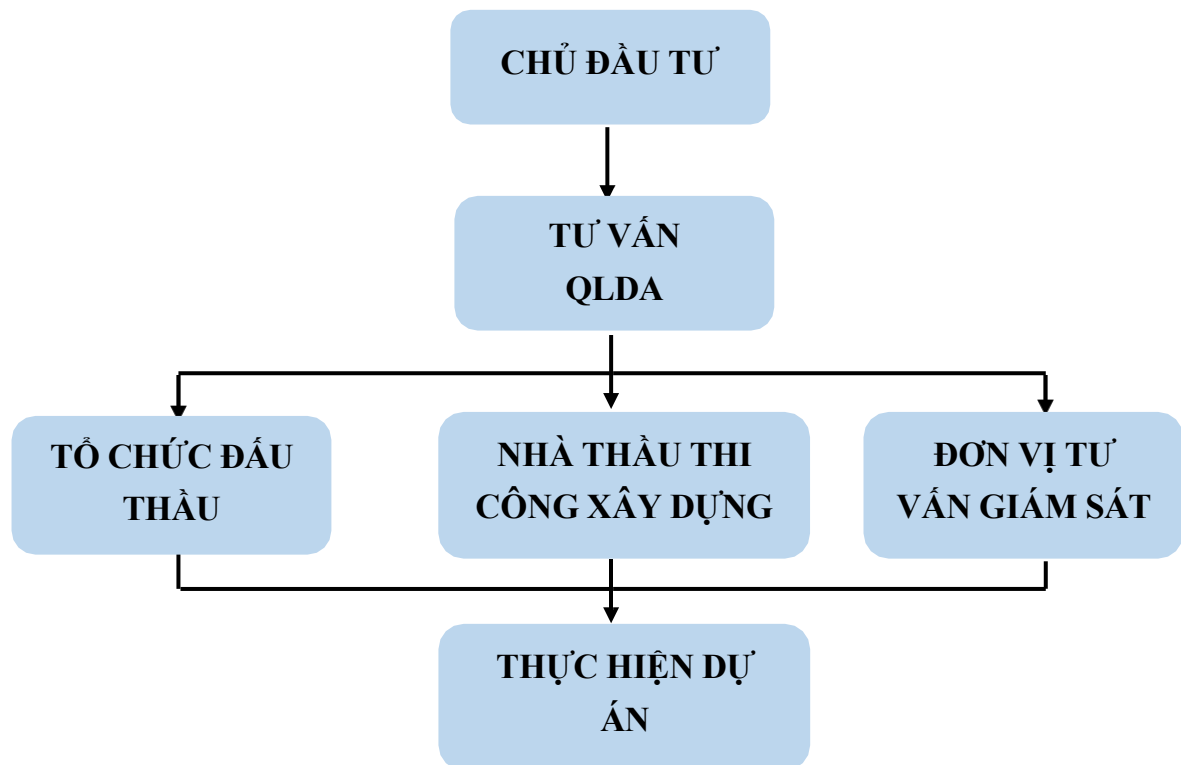 CHỦ ĐẦU TƯ
TƯ VẤN
QLDA
TỔ CHỨC ĐẤU
THẦU
NHÀ THẦU THI
CÔNG XÂY DỰNG
ĐƠN VỊ TƯ
VẤN GIÁM SÁT
THỰC HIỆN DỰ
ÁN